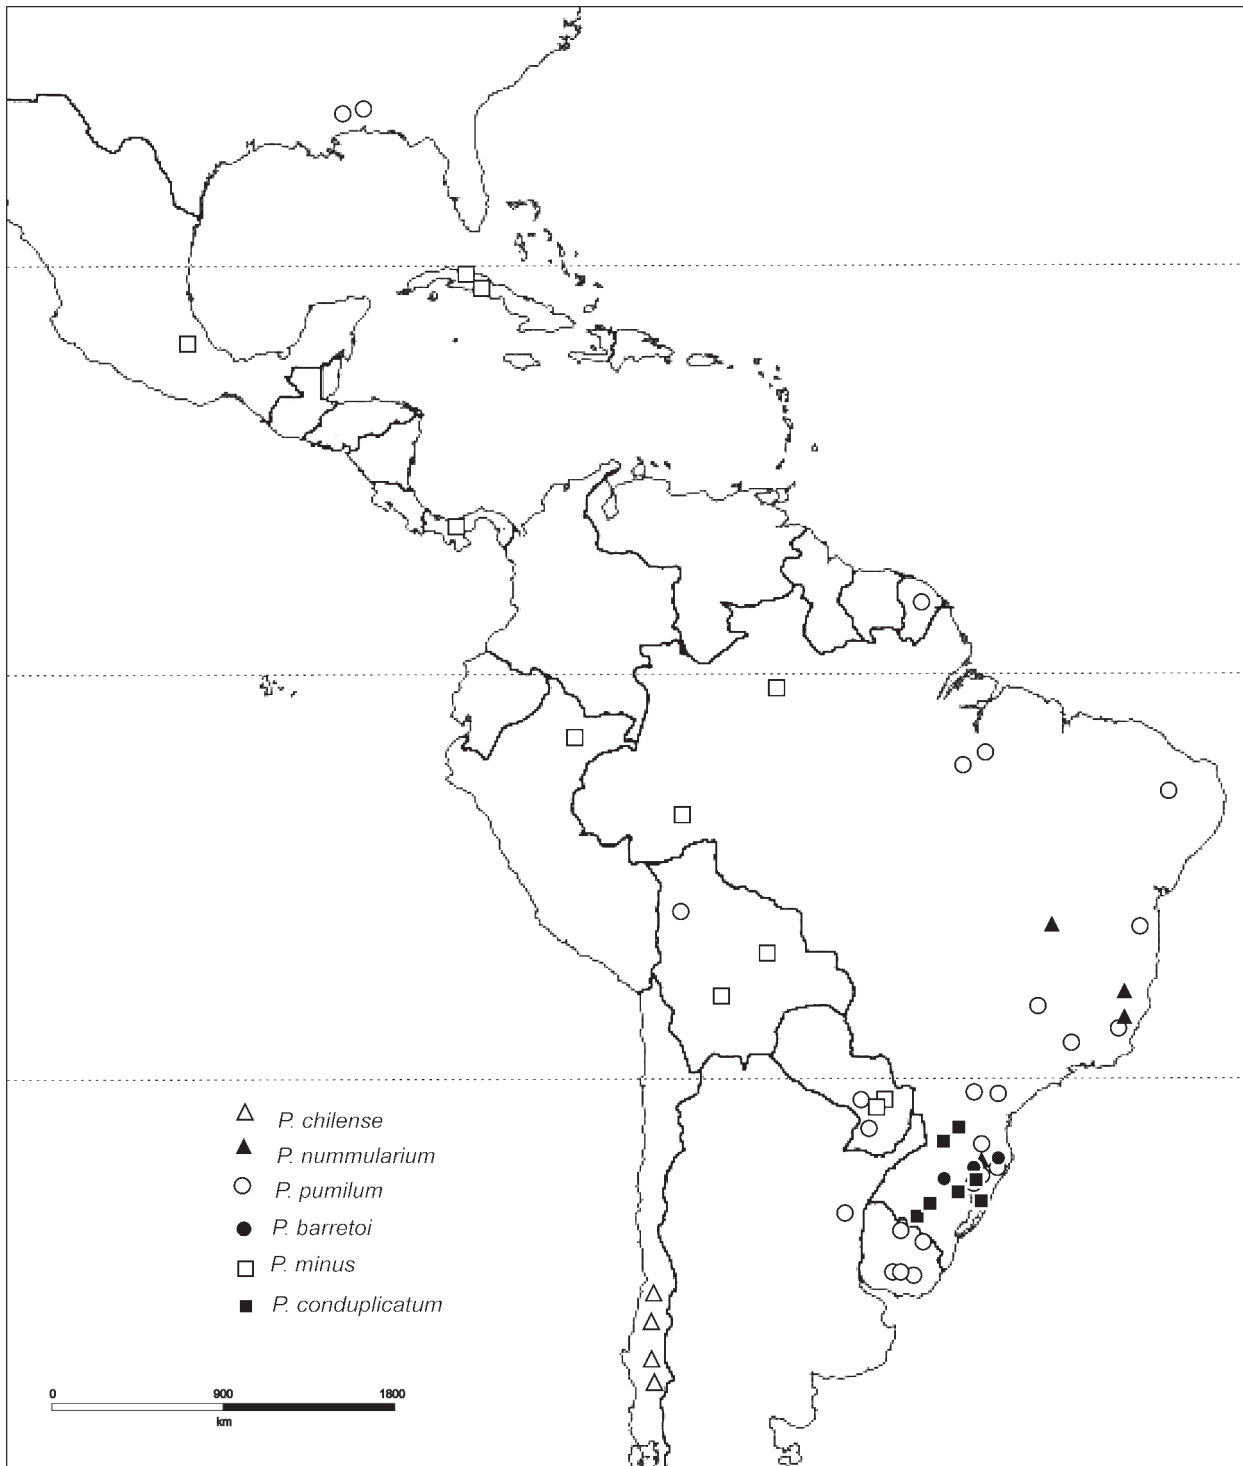 P. chilense
P. nummularium
P. pumilum
P. barretoi
P. minus
P. conduplicatum
0 900 1800
km